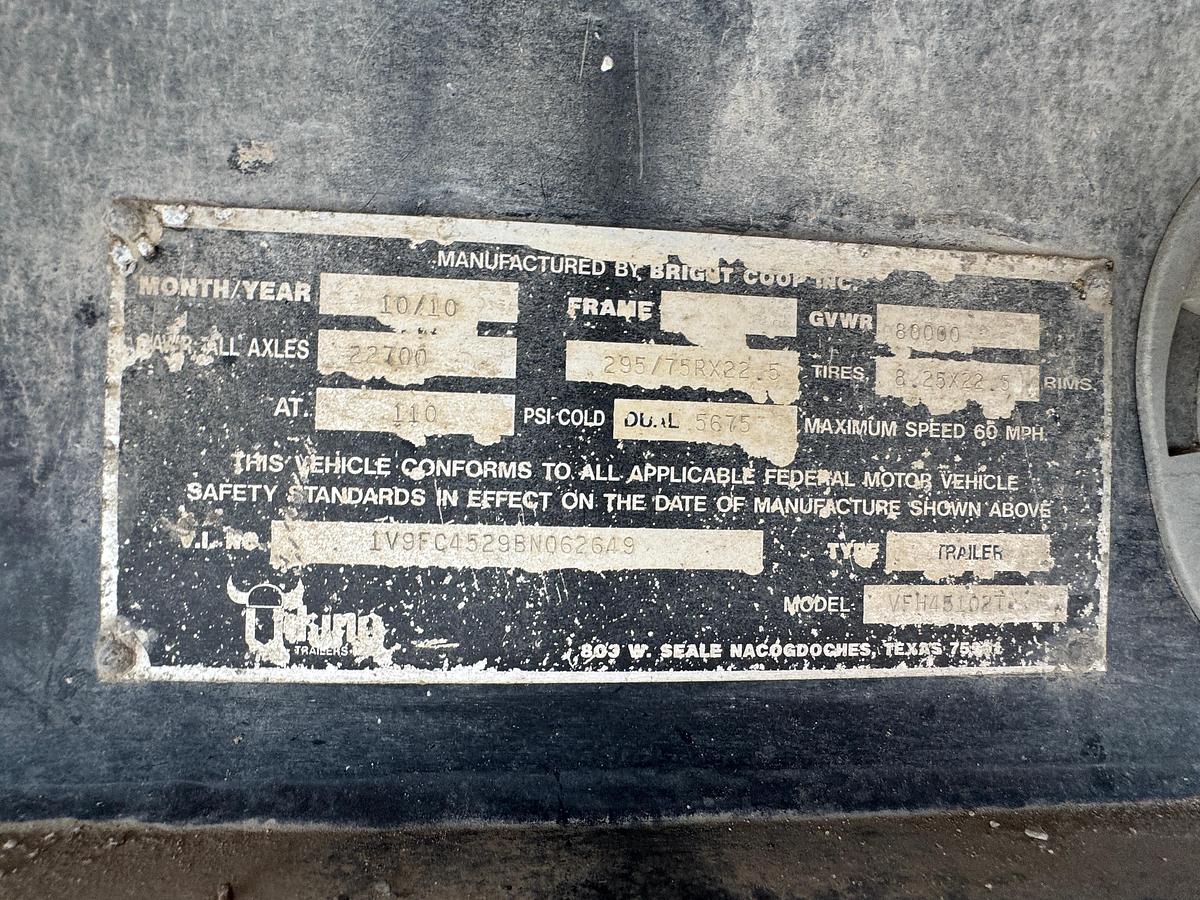 MANUFACTURED BY BRIGHT COOP INC.
MONTH/YEAR 10/10 FRAME GVWR 80000
ALL AXLES 22700 295/75RX22.5 TIRES 8.25X22.5 RIMS
AT. 110 PSI COLD DUAL 5675 MAXIMUM SPEED 60 MPH
THIS VEHICLE CONFORMS TO ALL APPLICABLE FEDERAL MOTOR VEHICLE
SAFETY STANDARDS IN EFFECT ON THE DATE OF MANUFACTURE SHOWN ABOVE
V.I. NO. 1V9FC4529BN062649 TYPE TRAILER
MODEL VFH45102T
Viking
TRAILERS
803 W. SEALE NACOGDOCHES, TEXAS